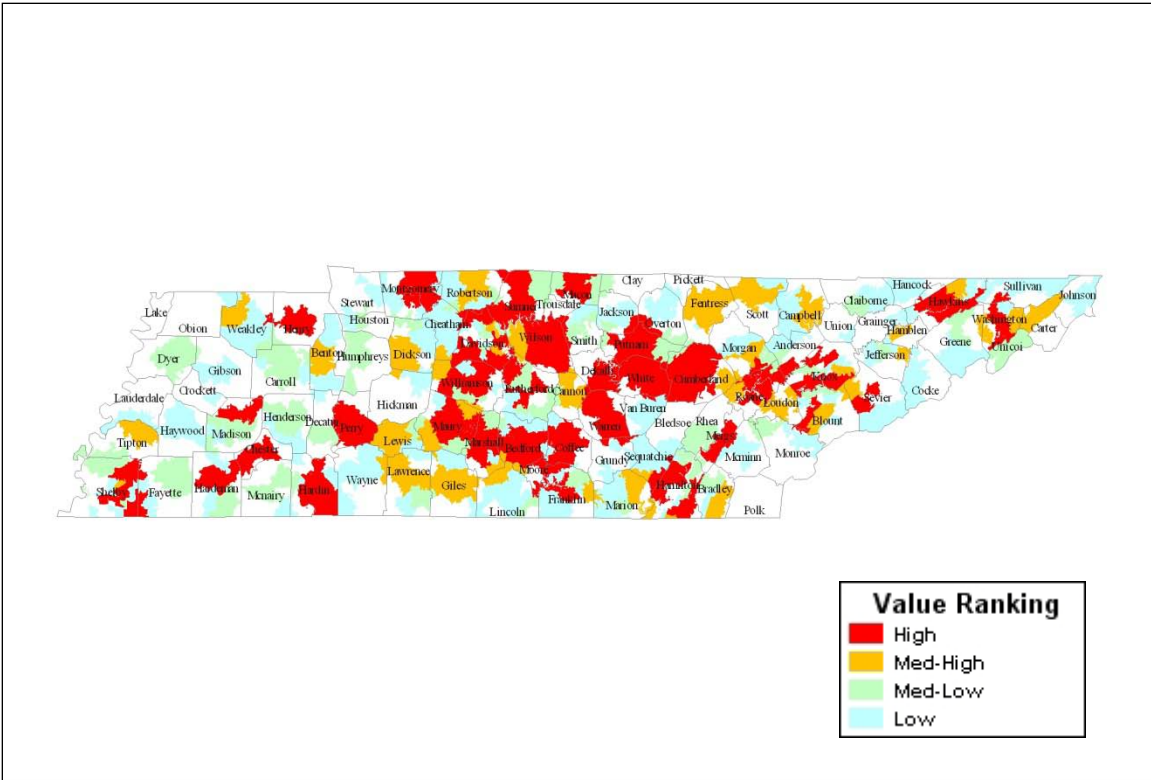 Clay
Pickett
Montgomery
Robertson
Sumner
Macon
Stewart
Trousdale
Jackson
Overton
Fentress
Scott
Campbell
Claiborne
Hancock
Hawkins
Sullivan
Johnson
Lake
Obion
Weakley
Henry
Houston
Cheatham
Davidson
Wilson
Smith
Putnam
Morgan
Anderson
Union
Grainger
Hamblen
Washington
Carter
Unicoi
Greene
Dyer
Gibson
Benton
Humphreys
Dickson
Dekalb
White
Cumberland
Jefferson
Knox
Carroll
Williamson
Rutherford
Cannon
Roane
Loudon
Sevier
Cocke
Lauderdale
Crockett
Hickman
Van Buren
Bledsoe
Rhea
Blount
Haywood
Madison
Henderson
Decatur
Perry
Lewis
Maury
Marshall
Bedford
Coffee
Warren
Meigs
Tipton
Chester
Moore
Grundy
Sequatchie
Mcminn
Monroe
Shelby
Fayette
Hardeman
Mcnairy
Hardin
Wayne
Lawrence
Giles
Lincoln
Franklin
Marion
Hamilton
Bradley
Polk
Value Ranking
High
Med-High
Med-Low
Low